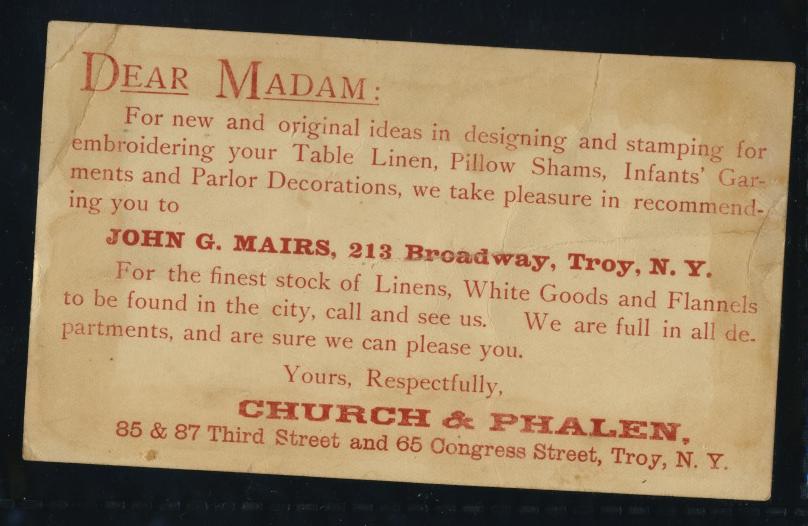 DEAR MADAM:
For new and original ideas in designing and stamping for
embroidering your Table Linen, Pillow Shams, Infants' Gar-
ments and Parlor Decorations, we take pleasure in recommend-
ing you to
JOHN G. MAIRS, 213 Broadway, Troy, N. Y.
For the finest stock of Linens, White Goods and Flannels
to be found in the city, call and see us. We are full in all de-
partments, and are sure we can please you.
Yours, Respectfully,
CHURCH & PHALEN,
85 & 87 Third Street and 65 Congress Street, Troy, N. Y.